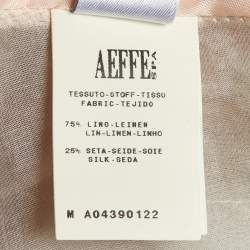 AEFFE SPA
TESSUTO-STOFF-TISSU
FABRIC-TEJIDO
75% LINO-LEINEN
LIN-LINEN-LINHO
25% SETA-SEIDE-SOIE
SILK-SEDA
M A04390122